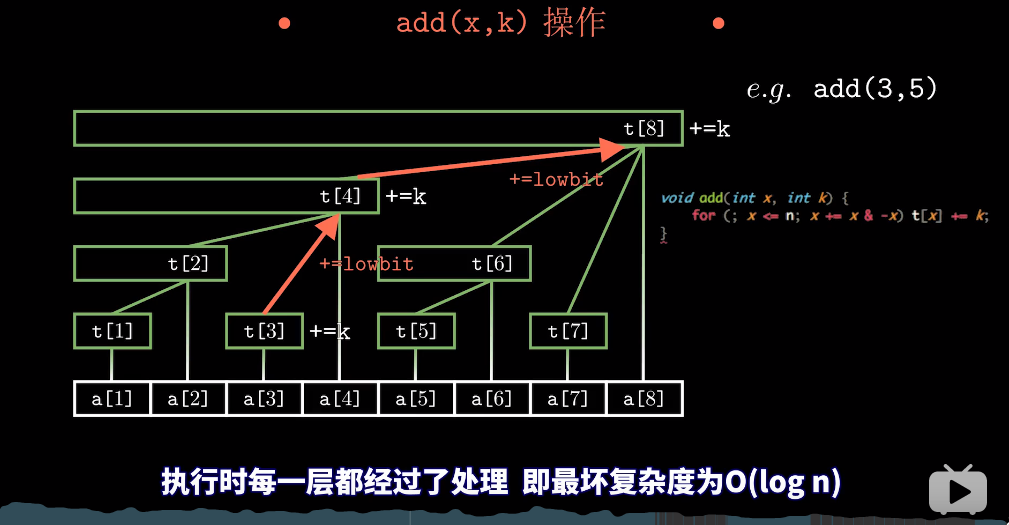 add(x,k) 操作
e.g. add(3,5)
t[8] +=k
+=lowbit
t[4] +=k
void add(int x, int k) {
for (; x <= n; x += x & -x) t[x] += k;
}
t[2] +=lowbit t[6]
t[1] t[3] +=k t[5] t[7]
a[1] a[2] a[3] a[4] a[5] a[6] a[7] a[8]
执行时每一层都经过了处理 即最坏复杂度为O(log n)